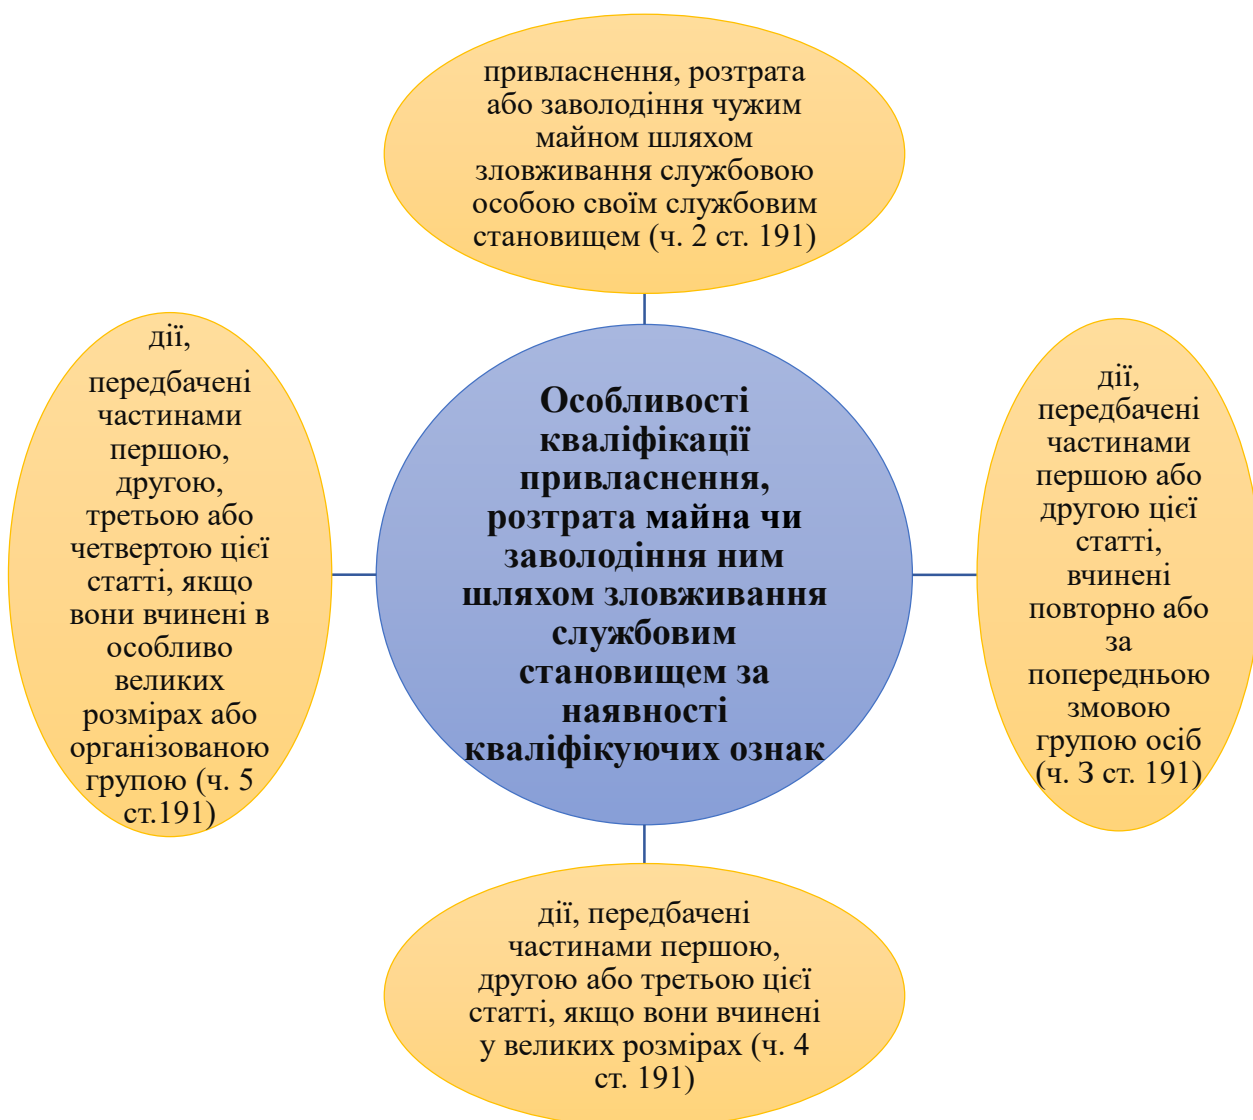 привласнення, розтрата
або заволодіння чужим
майном шляхом
зловживання службовою
особою своїм службовим
становищем (ч. 2 ст. 191)
дії,
передбачені
частинами
першою,
другою,
третьою або
четвертою цієї
статті, якщо
вони вчинені в
особливо
великих
розмірах або
організованою
групою (ч. 5
ст.191)
Особливості
кваліфікації
привласнення,
розтрата майна чи
заволодіння ним
шляхом зловживання
службовим
становищем за
наявності
кваліфікуючих ознак
дії,
передбачені
частинами
першою або
другою цієї
статті,
вчинені
повторно або
за
попередньою
змовою
групою осіб
(ч. З ст. 191)
дії, передбачені
частинами першою,
другою або третьою цієї
статті, якщо вони вчинені
у великих розмірах (ч. 4
ст. 191)